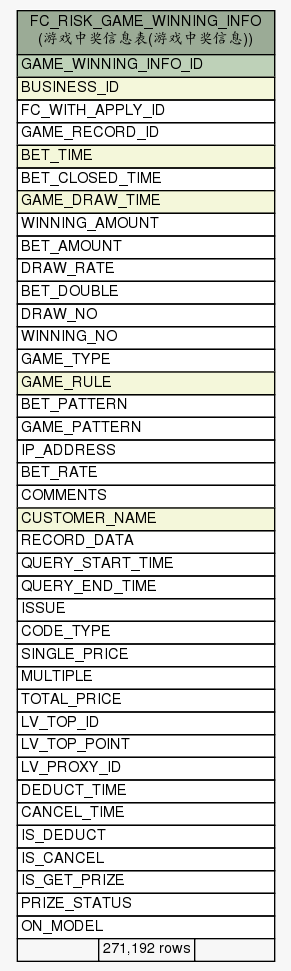 FC_RISK_GAME_WINNING_INFO
(游戏中奖信息表(游戏中奖信息))
GAME_WINNING_INFO_ID
BUSINESS_ID
FC_WITH_APPLY_ID
GAME_RECORD_ID
BET_TIME
BET_CLOSED_TIME
GAME_DRAW_TIME
WINNING_AMOUNT
BET_AMOUNT
DRAW_RATE
BET_DOUBLE
DRAW_NO
WINNING_NO
GAME_TYPE
GAME_RULE
BET_PATTERN
GAME_PATTERN
IP_ADDRESS
BET_RATE
COMMENTS
CUSTOMER_NAME
RECORD_DATA
QUERY_START_TIME
QUERY_END_TIME
ISSUE
CODE_TYPE
SINGLE_PRICE
MULTIPLE
TOTAL_PRICE
LV_TOP_ID
LV_TOP_POINT
LV_PROXY_ID
DEDUCT_TIME
CANCEL_TIME
IS_DEDUCT
IS_CANCEL
IS_GET_PRIZE
PRIZE_STATUS
ON_MODEL
271,192 rows